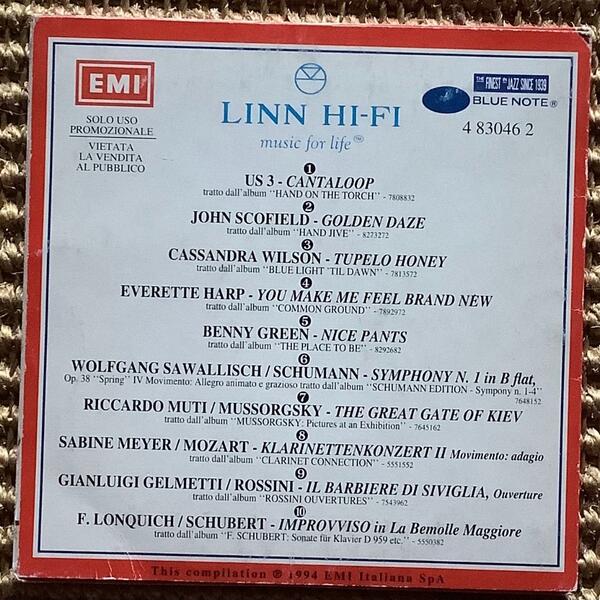 EMI
SOLO USO
PROMOZIONALE
VIETATA
LA VENDITA
AL PUBBLICO
LINN HI-FI
music for life™
THE FINEST IN JAZZ SINCE 1939
BLUE NOTE®
4 83046 2
1
US 3 - CANTALOOP
tratto dall'album "HAND ON THE TORCH" - 7808832
2
JOHN SCOFIELD - GOLDEN DAZE
tratto dall'album "HAND JIVE" - 8273272
3
CASSANDRA WILSON - TUPELO HONEY
tratto dall'album "BLUE LIGHT 'TIL DAWN" - 7813572
4
EVERETTE HARP - YOU MAKE ME FEEL BRAND NEW
tratto dall'album "COMMON GROUND" - 7892972
5
BENNY GREEN - NICE PANTS
tratto dall'album "THE PLACE TO BE" - 8292682
6
WOLFGANG SAWALLISCH / SCHUMANN - SYMPHONY N. 1 in B flat,
Op. 38 "Spring" IV Movimento: Allegro animato e grazioso tratto dall'album "SCHUMANN EDITION - Sympony n. 1-4"
7648152
7
RICCARDO MUTI / MUSSORGSKY - THE GREAT GATE OF KIEV
tratto dall'album "MUSSORGSKY: Pictures at an Exhibition" - 7645162
8
SABINE MEYER / MOZART - KLARINETTENKONZERT II Movimento: adagio
tratto dall'album "CLARINET CONNECTION" - 5551552
9
GIANLUIGI GELMETTI / ROSSINI - IL BARBIERE DI SIVIGLIA, Ouverture
tratto dall'album "ROSSINI OUVERTURES" - 7543962
10
F. LONQUICH / SCHUBERT - IMPROVVISO in La Bemolle Maggiore
tratto dall'album "F. SCHUBERT: Sonate für Klavier D 959 etc." - 5550382
This compilation ℗ 1994 EMI Italiana SpA